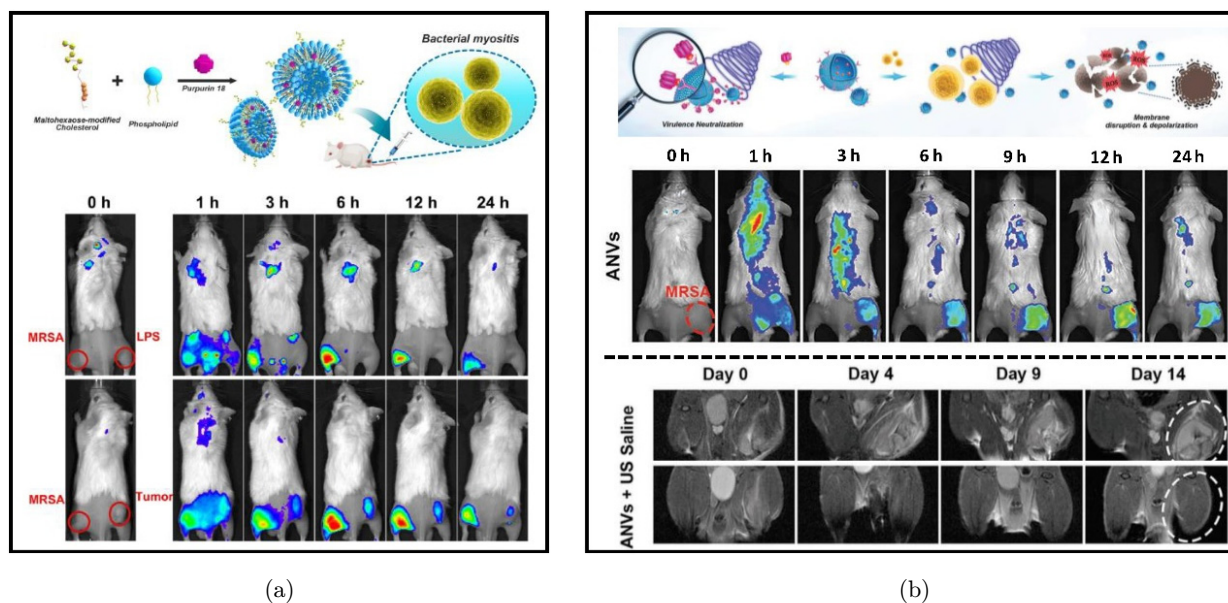 Bacterial myositis
Purpurin 18
Maltohexaose-modified
Cholesterol
Phospholipid
0 h 1 h 3 h 6 h 12 h 24 h
MRSA LPS
MRSA Tumor
(a)
Virulence Neutralization
ROS
ROS
Membrane
disruption & depolarization
0 h 1 h 3 h 6 h 9 h 12 h 24 h
ANVs
MRSA
Day 0 Day 4 Day 9 Day 14
ANVs + US Saline
(b)